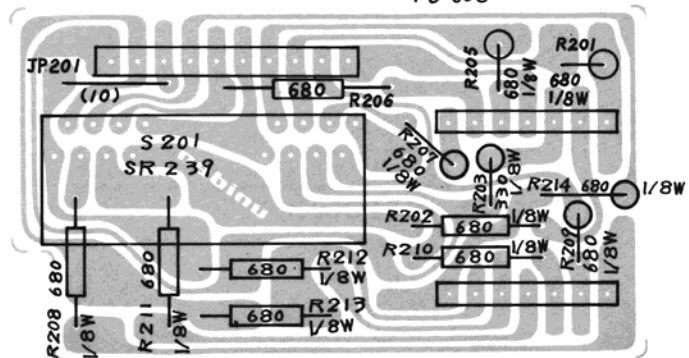 R205
680
1/8W
R201
680
1/8W
JP201
(10)
680
R206
S201
SR239
R207
680
1/8W
R203
330
1/8W
R214 680 1/8W
R202 680 1/8W
R210 680 1/8W
R209
680
1/8W
680
R208
1/8W
680
R211
1/8W
R212
680
1/8W
R213
680
1/8W